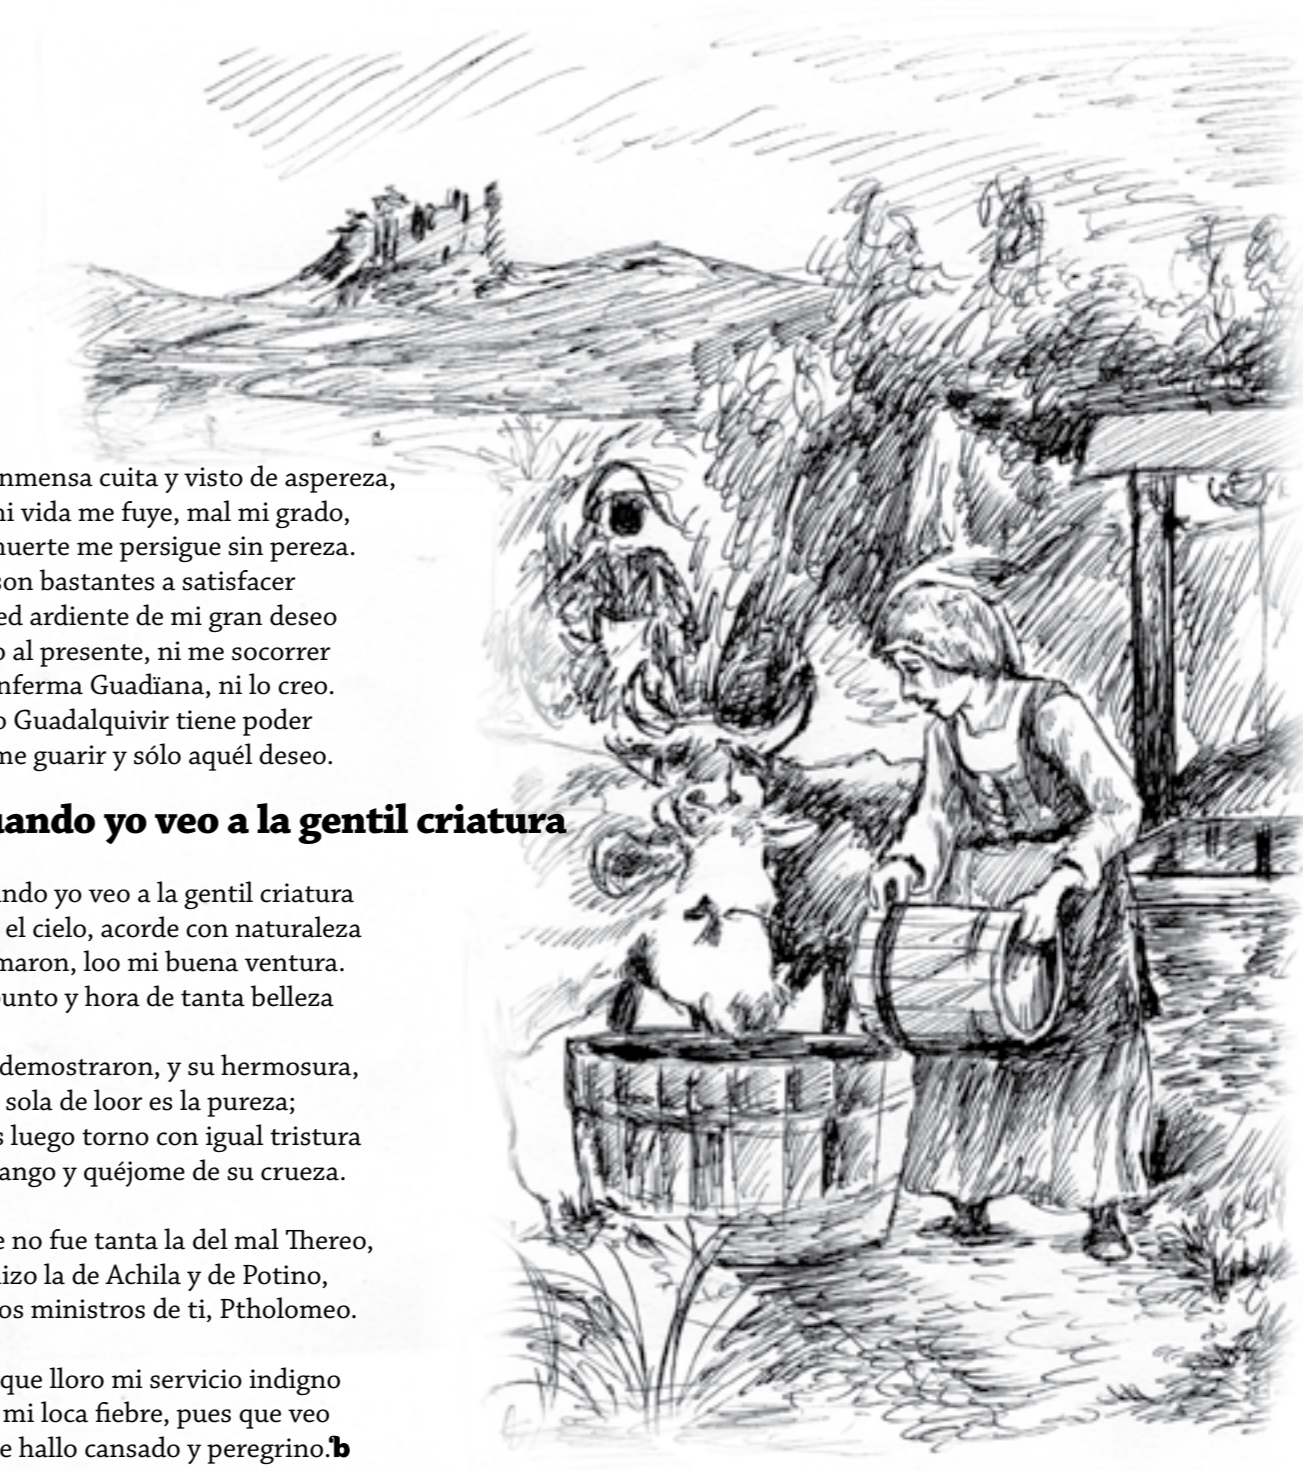 nmensa cuita y visto de aspereza,
ni vida me fuye, mal mi grado,
nuerte me persigue sin pereza.
son bastantes a satisfacer
ed ardiente de mi gran deseo
o al presente, ni me socorrer
nferma Guadïana, ni lo creo.
o Guadalquivir tiene poder
me guarir y sólo aquél deseo.
uando yo veo a la gentil criatura
ando yo veo a la gentil criatura
el cielo, acorde con naturaleza
maron, loo mi buena ventura.
punto y hora de tanta belleza
demostraron, y su hermosura,
sola de loor es la pureza;
s luego torno con igual tristura
ango y quéjome de su crueza.
e no fue tanta la del mal Thereo,
izo la de Achila y de Potino,
os ministros de ti, Ptholomeo.
que lloro mi servicio indigno
mi loca fiebre, pues que veo
e hallo cansado y peregrino.b